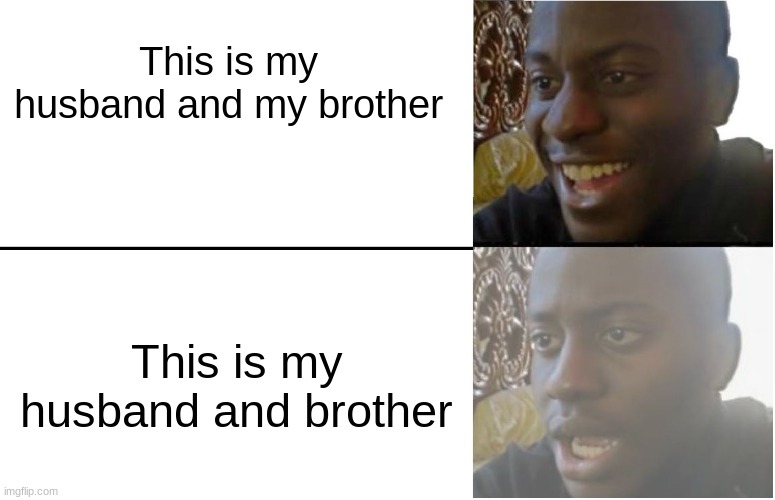 This is my
husband and my brother
This is my
husband and brother
imgflip.com